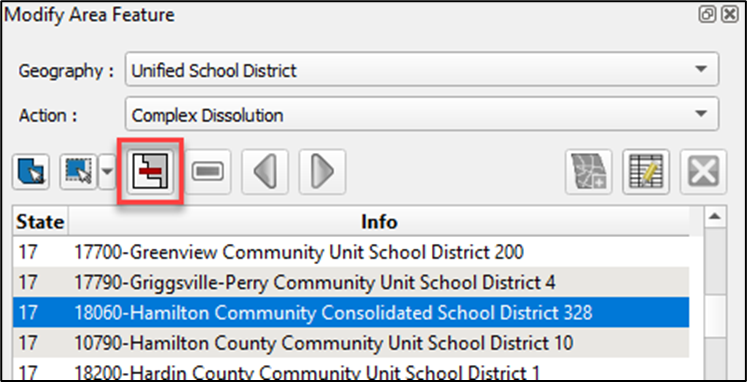 Modify Area Feature
Geography : Unified School District
Action : Complex Dissolution
State Info
17 17700-Greenview Community Unit School District 200
17 17790-Griggsville-Perry Community Unit School District 4
17 18060-Hamilton Community Consolidated School District 328
17 10790-Hamilton County Community Unit School District 10
17 18200-Hardin County Community Unit School District 1